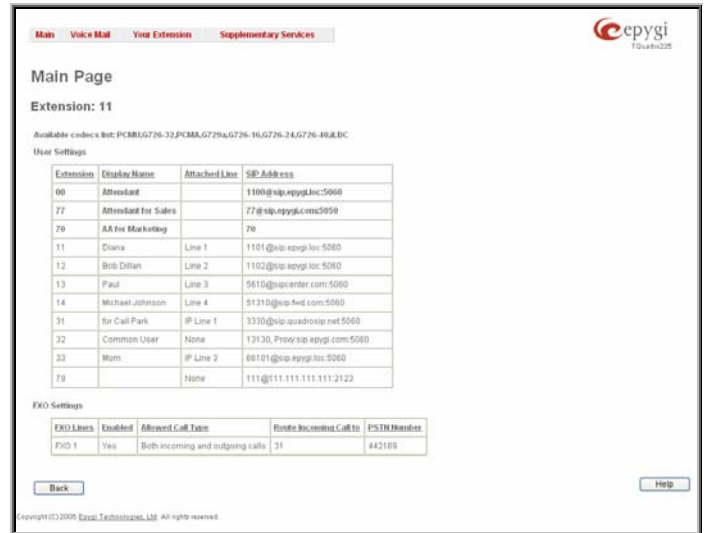 Main Voice Mail Your Extension Supplementary Services
epygi
TQuadro225
Main Page
Extension: 11
Available codecs list: PCMU,G726-32,PCMA,G729a,G726-16,G726-24,G726-40,iLBC
User Settings
Extension Display Name Attached Line SIP Address
00 Attendant 1100@sip.epygi.loc:5060
77 Attendant for Sales 77@sip.epygi.com:5050
70 AA for Marketing 70
11 Diana Line 1 1101@sip.epygi.loc:5060
12 Bob Dillan Line 2 1102@sip.epygi.loc:5060
13 Paul Line 3 5610@sipcenter.com:5060
14 Michael Johnson Line 4 51310@sip.fwd.com:5060
31 for Call Park IP Line 1 3330@sip.quadrosip.net:5060
32 Common User None 13130, Proxy:sip.epygi.com:5060
33 Mom IP Line 3 88101@sip.epygi.loc:5060
79 None 111@111.111.111.111:2123
FXO Settings
FXO Lines Enabled Allowed Call Type Route Incoming Call to PSTN Number
FXO 1 Yes Both incoming and outgoing calls 31 442189
Back
Help
Copyright (C) 2005 Epygi Technologies, Ltd. All rights reserved.